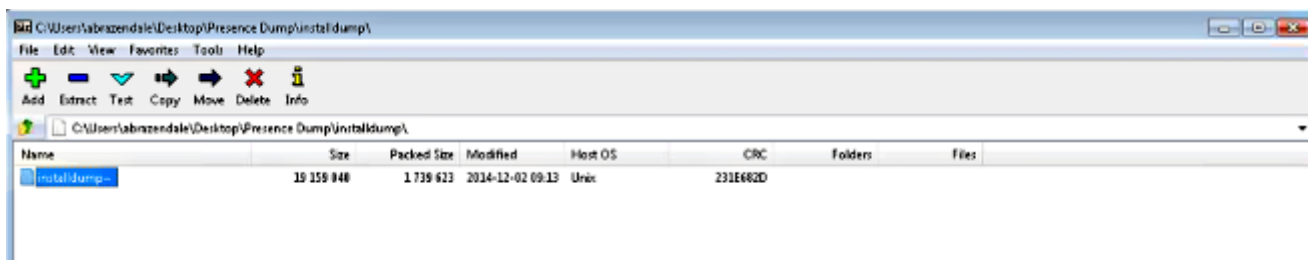 C:\Users\abrazendale\Desktop\Presence Dump\installdump\
File Edit View Favorites Tools Help
Add Extract Test Copy Move Delete Info
C:\Users\abrazendale\Desktop\Presence Dump\installdump\
Name Size Packed Size Modified Host OS CRC Folders Files
installdump~ 19 159 040 1 739 623 2014-12-02 09:13 Unix 231E682D